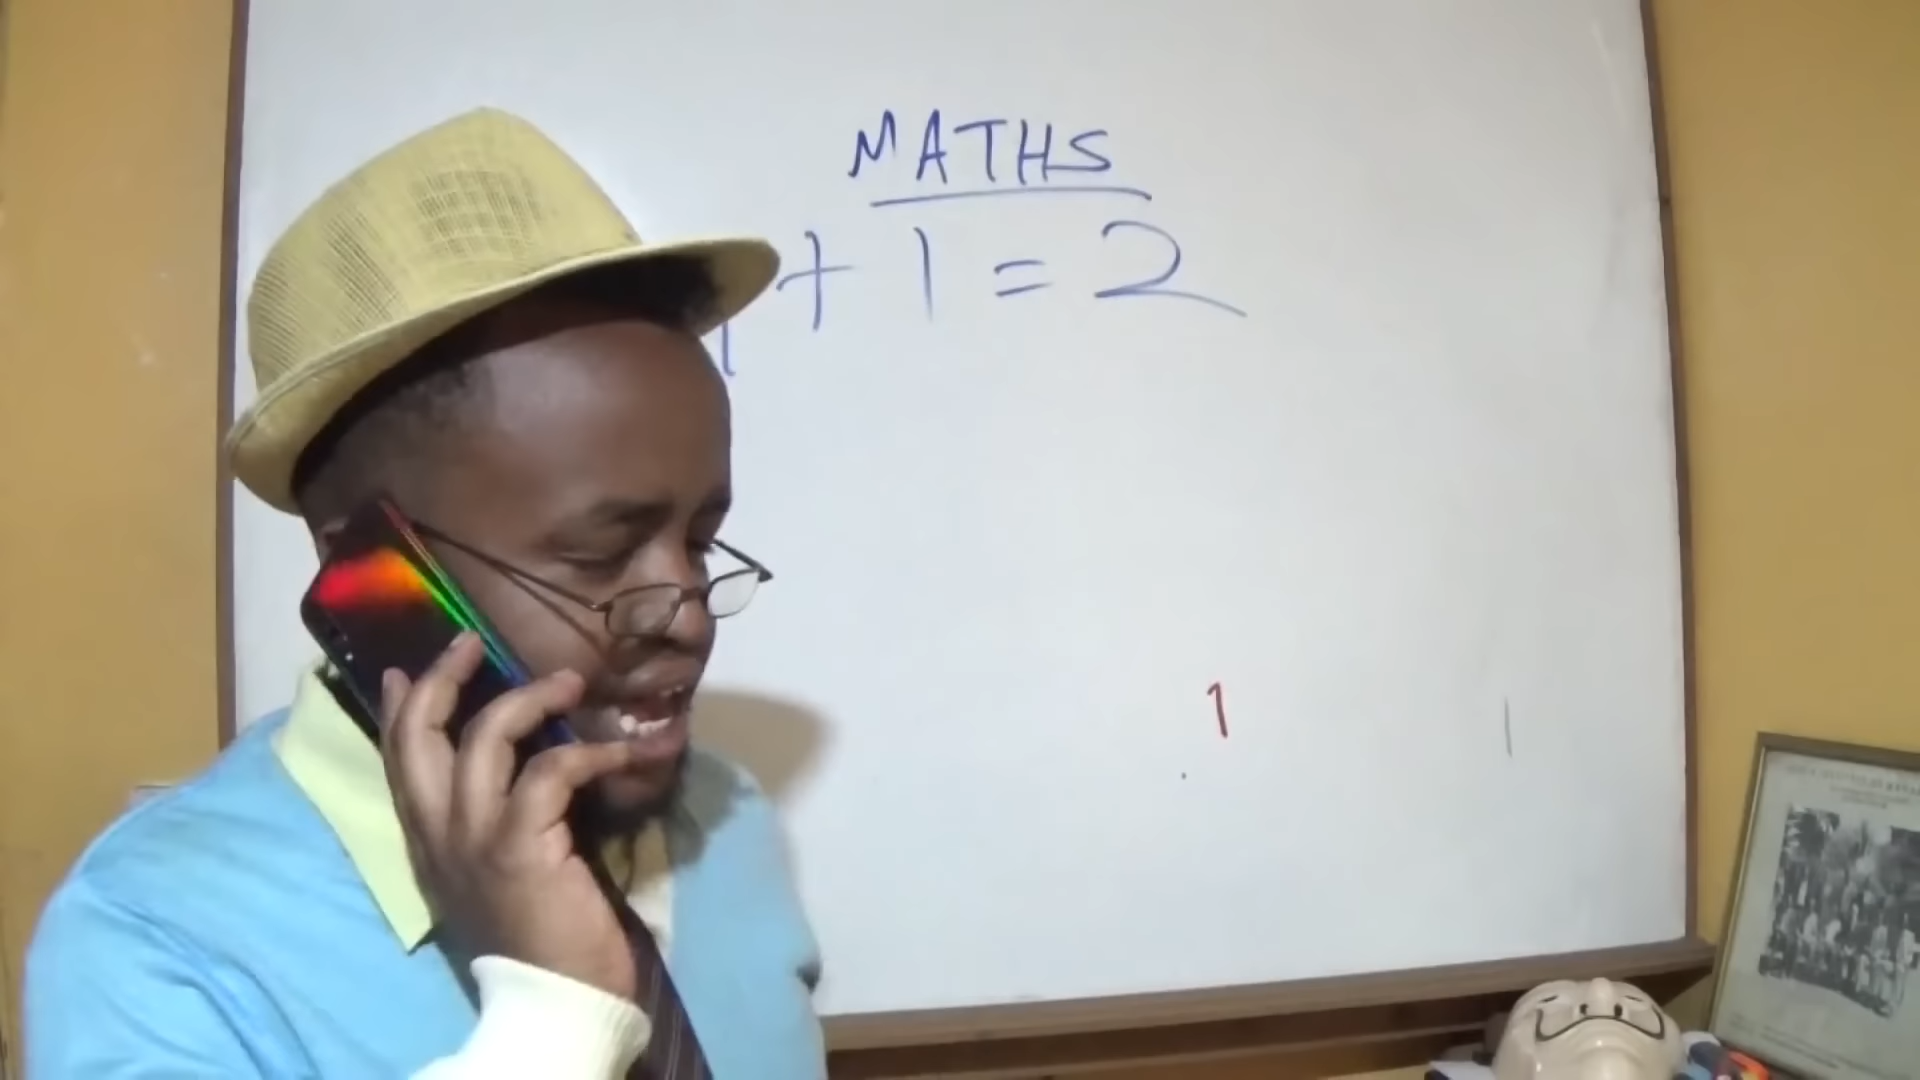 MATHS
1 + 1 = 2
1
|